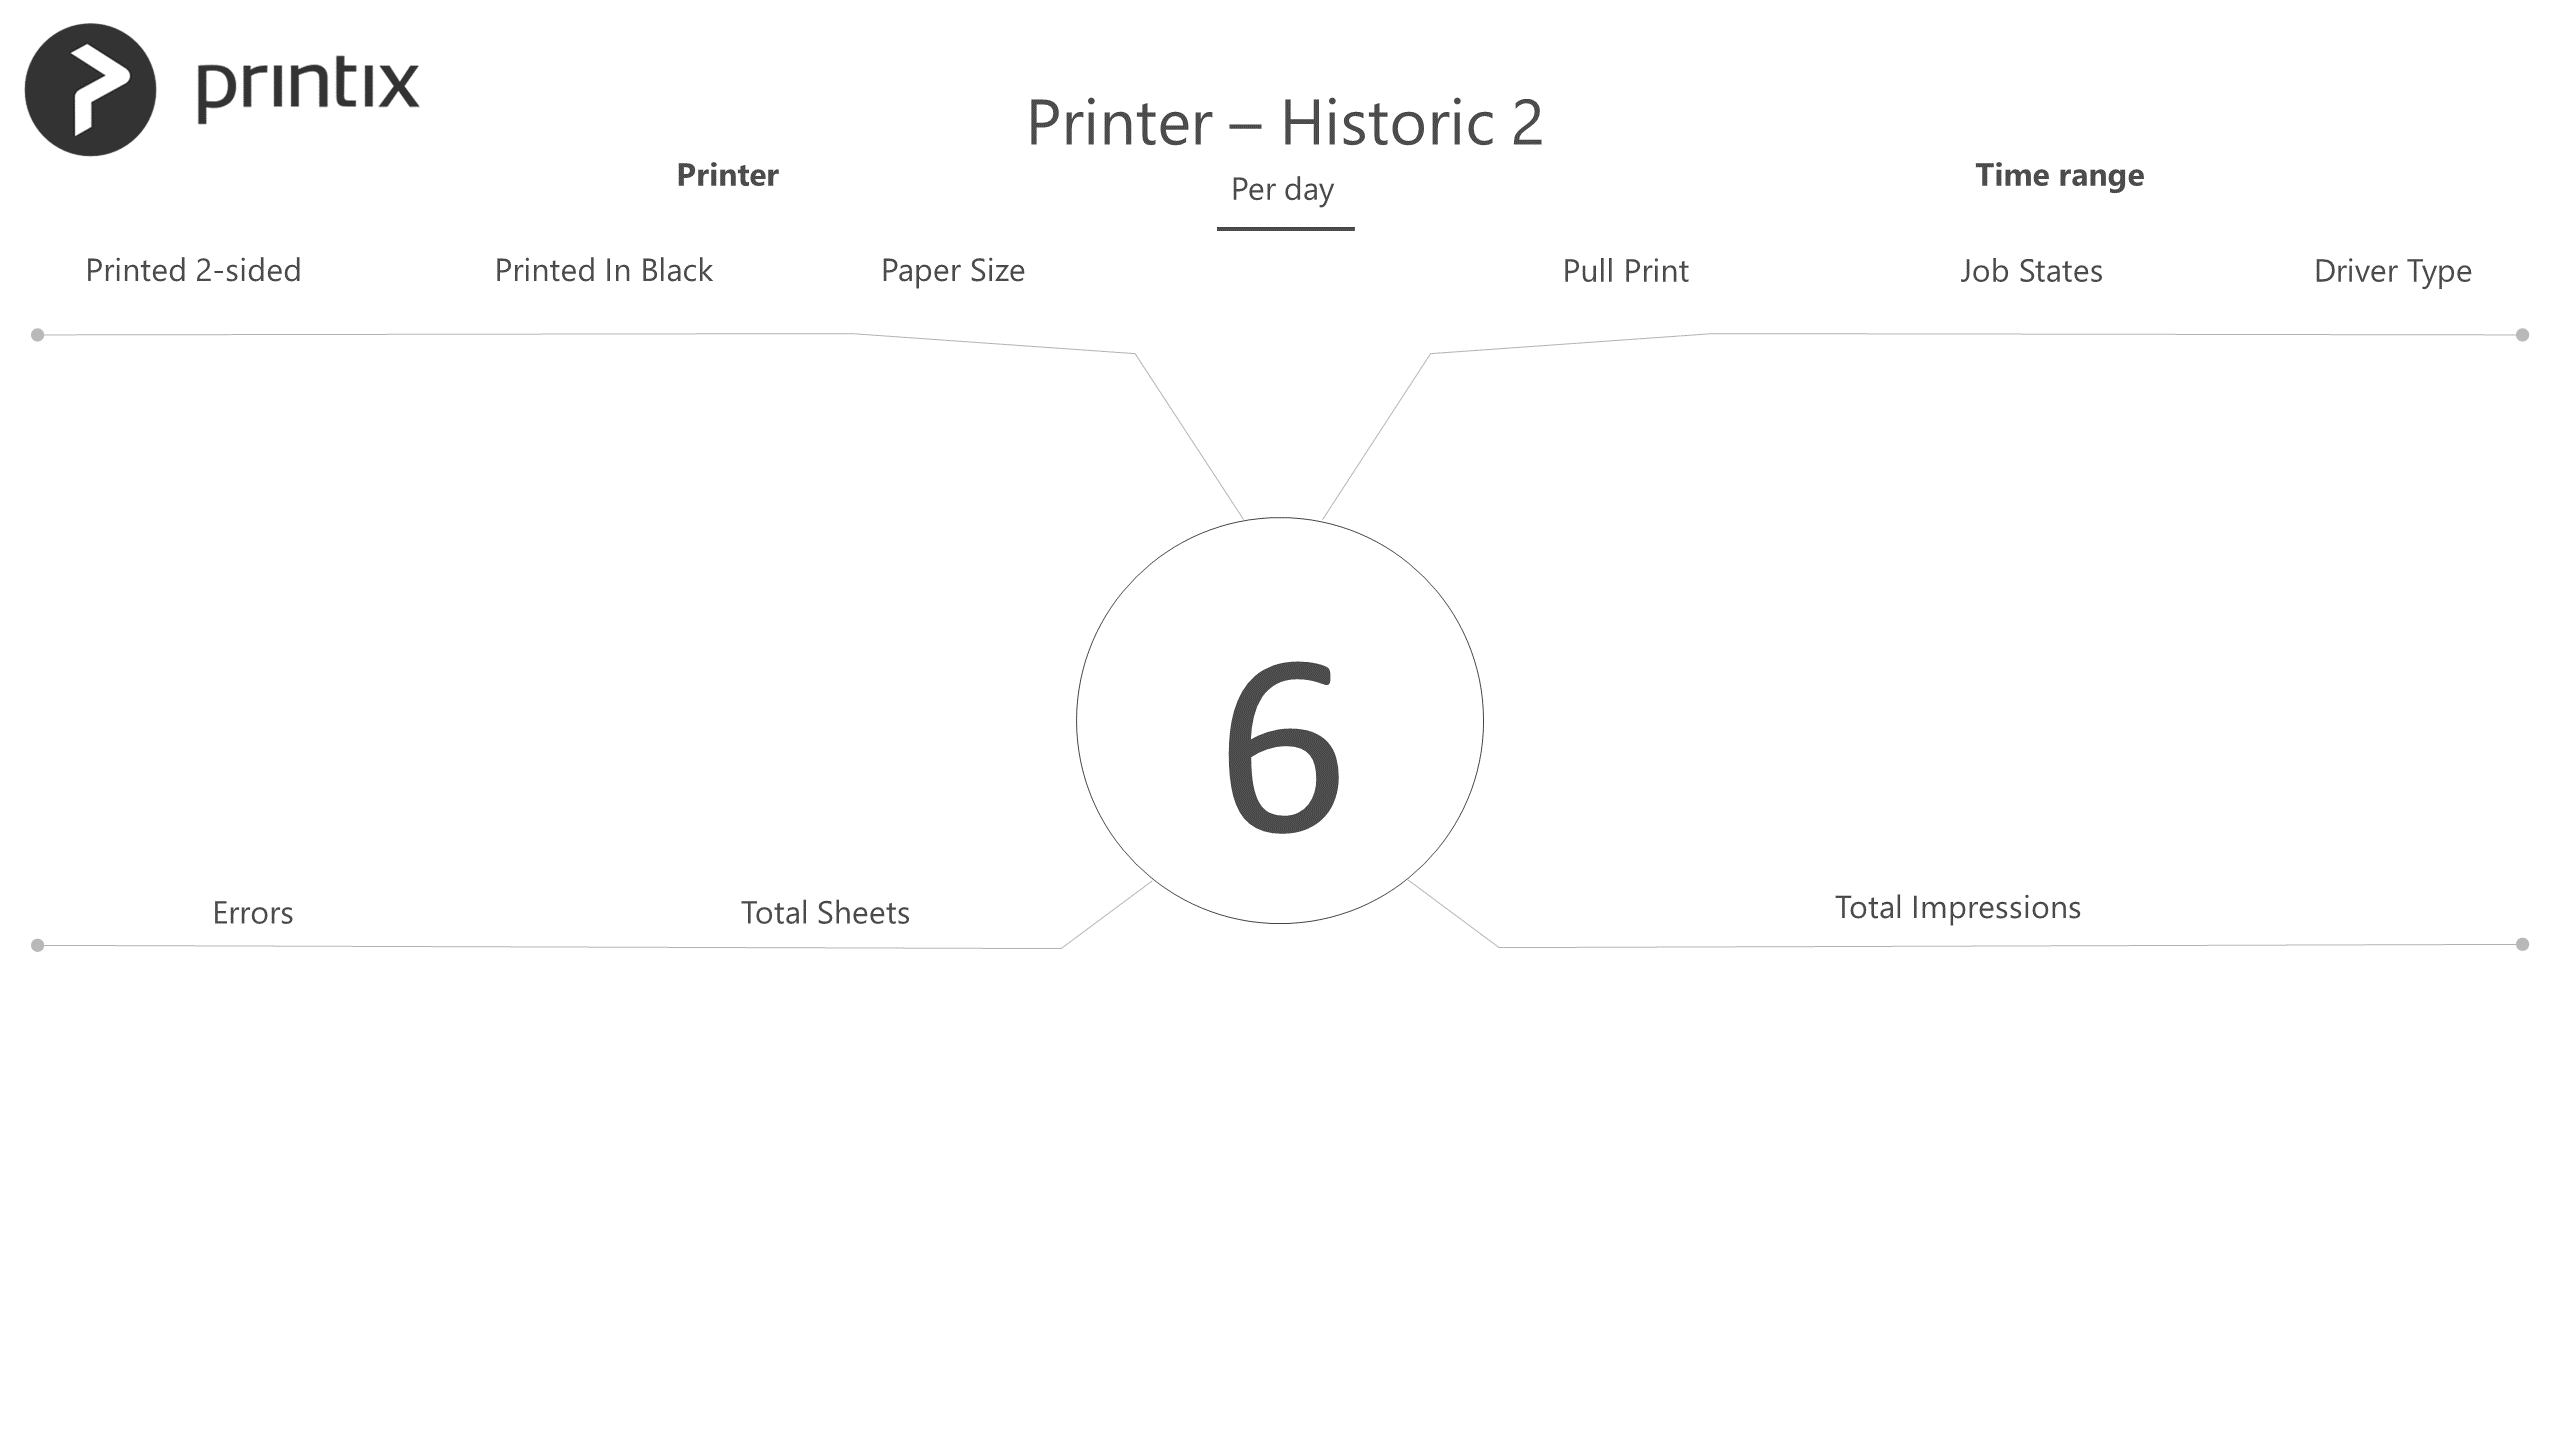 printix
Printer – Historic 2
Printer
Per day
Time range
Printed 2-sided
Printed In Black
Paper Size
Pull Print
Job States
Driver Type
6
Errors
Total Sheets
Total Impressions